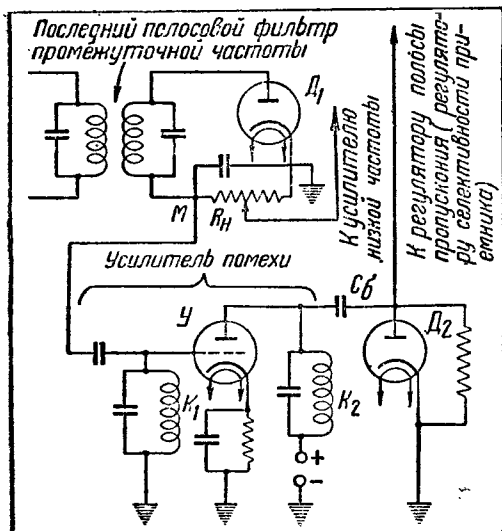 Последний полосовой фильтр
промежуточной частоты
Д1
К усилителю
низкой частоты
К регулятору полосы
пропускания (регулято-
ру селективности при-
емника)
М
RН
Усилитель помехи
У
Сб
Д2
К1
К2
+
-